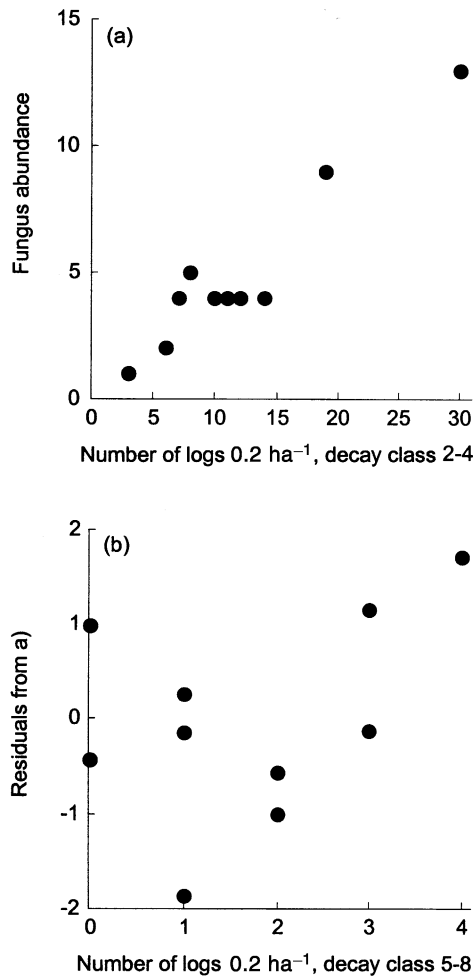 (a)
Fungus abundance
15
10
5
0
0 5 10 15 20 25 30
Number of logs 0.2 ha⁻¹, decay class 2-4
(b)
Residuals from a)
2
1
0
-1
-2
0 1 2 3 4
Number of logs 0.2 ha⁻¹, decay class 5-8